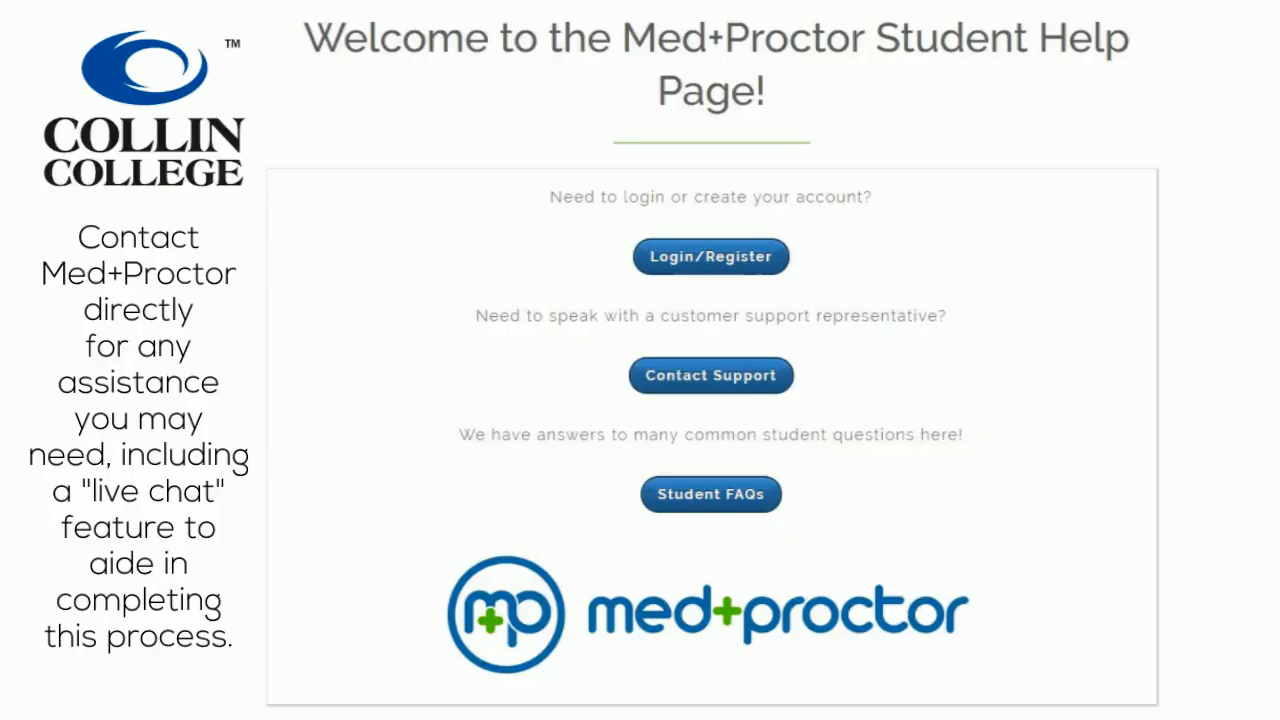 TM
COLLIN
COLLEGE
Contact
Med+Proctor
directly
for any
assistance
you may
need, including
a "live chat"
feature to
aide in
completing
this process.
Welcome to the Med+Proctor Student Help
Page!
Need to login or create your account?
Login/Register
Need to speak with a customer support representative?
Contact Support
We have answers to many common student questions here!
Student FAQs
m+p
med+proctor